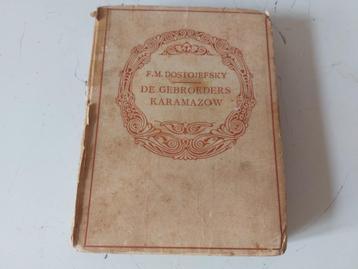 F.M. DOSTOJEFSKY
DE GEBROEDERS
KARAMAZOW